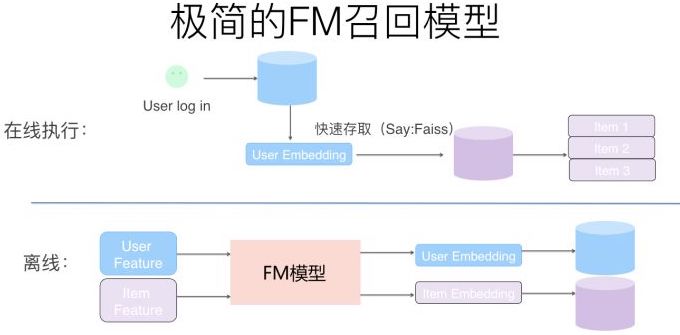 极简的FM召回模型
User log in
在线执行：
快速存取（Say:Faiss）
User Embedding
Item 1
Item 2
Item 3
离线：
User
Feature
FM模型
User Embedding
Item
Feature
Item Embedding